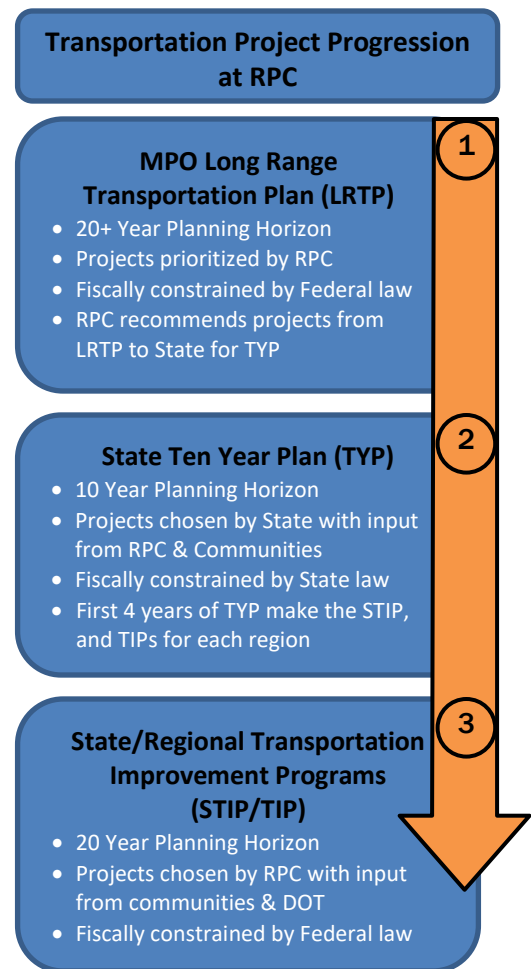 Transportation Project Progression
at RPC
1
MPO Long Range
Transportation Plan (LRTP)
• 20+ Year Planning Horizon
• Projects prioritized by RPC
• Fiscally constrained by Federal law
• RPC recommends projects from
LRTP to State for TYP
2
State Ten Year Plan (TYP)
• 10 Year Planning Horizon
• Projects chosen by State with input
from RPC & Communities
• Fiscally constrained by State law
• First 4 years of TYP make the STIP,
and TIPs for each region
3
State/Regional Transportation
Improvement Programs
(STIP/TIP)
• 20 Year Planning Horizon
• Projects chosen by RPC with input
from communities & DOT
• Fiscally constrained by Federal law